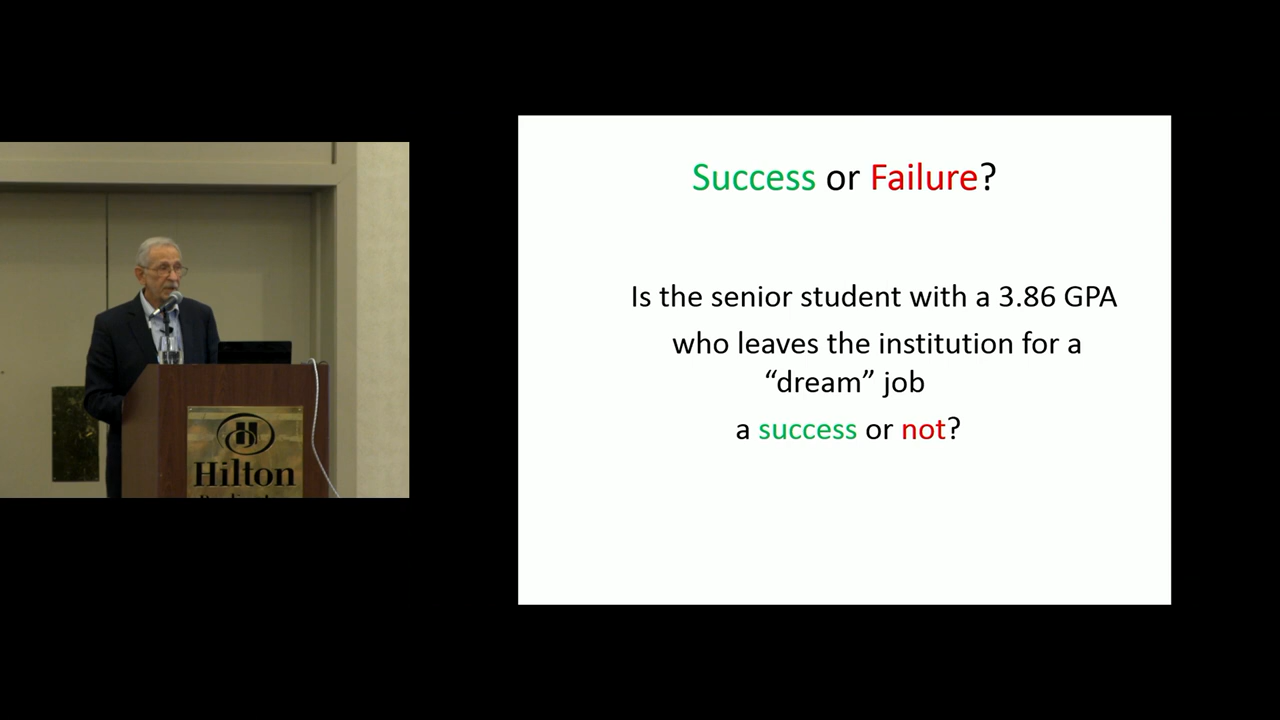 Success or Failure?
Is the senior student with a 3.86 GPA
who leaves the institution for a
“dream” job
a success or not?
Hilton